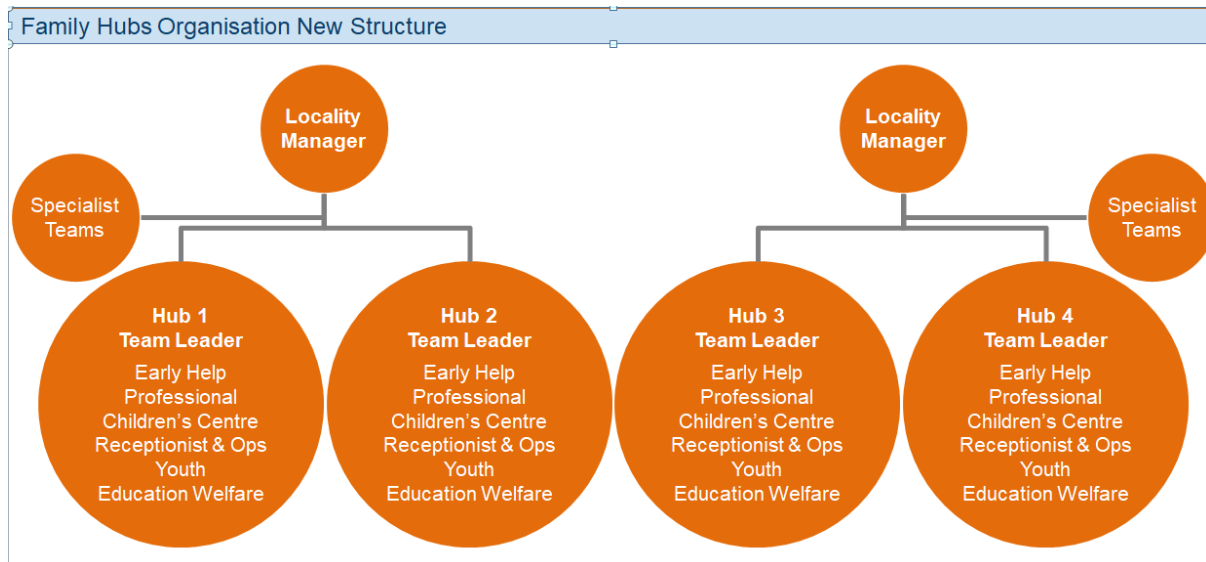 Family Hubs Organisation New Structure
Locality
Manager
Locality
Manager
Specialist
Teams
Specialist
Teams
Hub 1
Team Leader
Early Help
Professional
Children’s Centre
Receptionist & Ops
Youth
Education Welfare
Hub 2
Team Leader
Early Help
Professional
Children’s Centre
Receptionist & Ops
Youth
Education Welfare
Hub 3
Team Leader
Early Help
Professional
Children’s Centre
Receptionist & Ops
Youth
Education Welfare
Hub 4
Team Leader
Early Help
Professional
Children’s Centre
Receptionist & Ops
Youth
Education Welfare